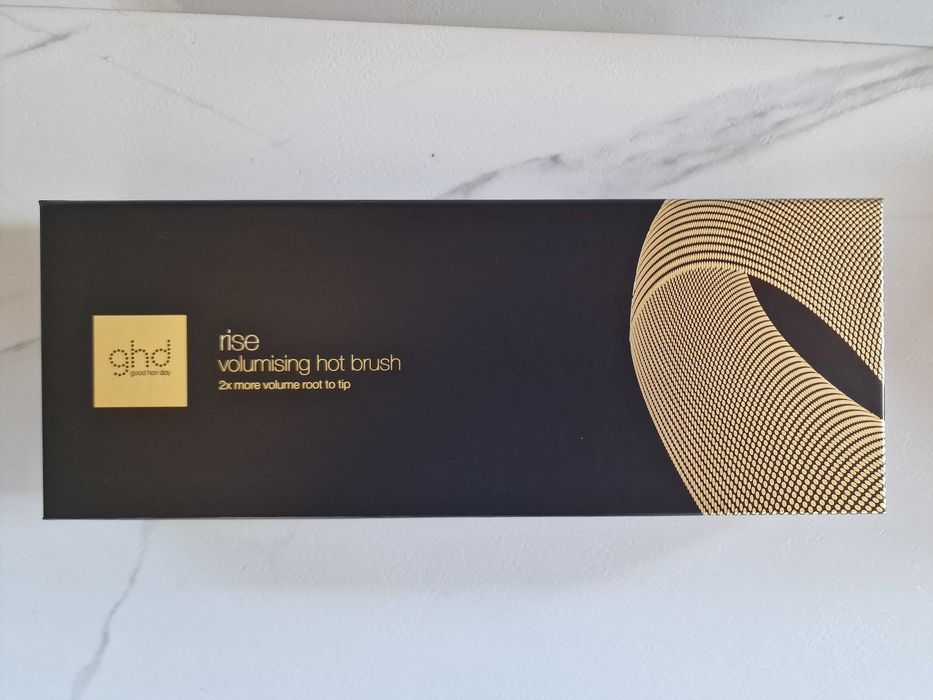 ghd
good hair day
rise
volumising hot brush
2x more volume root to tip